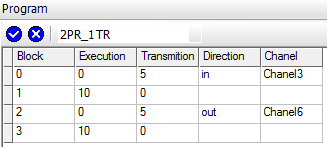 Program
2PR_1TR
Block Execution Transmition Direction Chanel
0 0 5 in Chanel3
1 10 0
2 0 5 out Chanel6
3 10 0